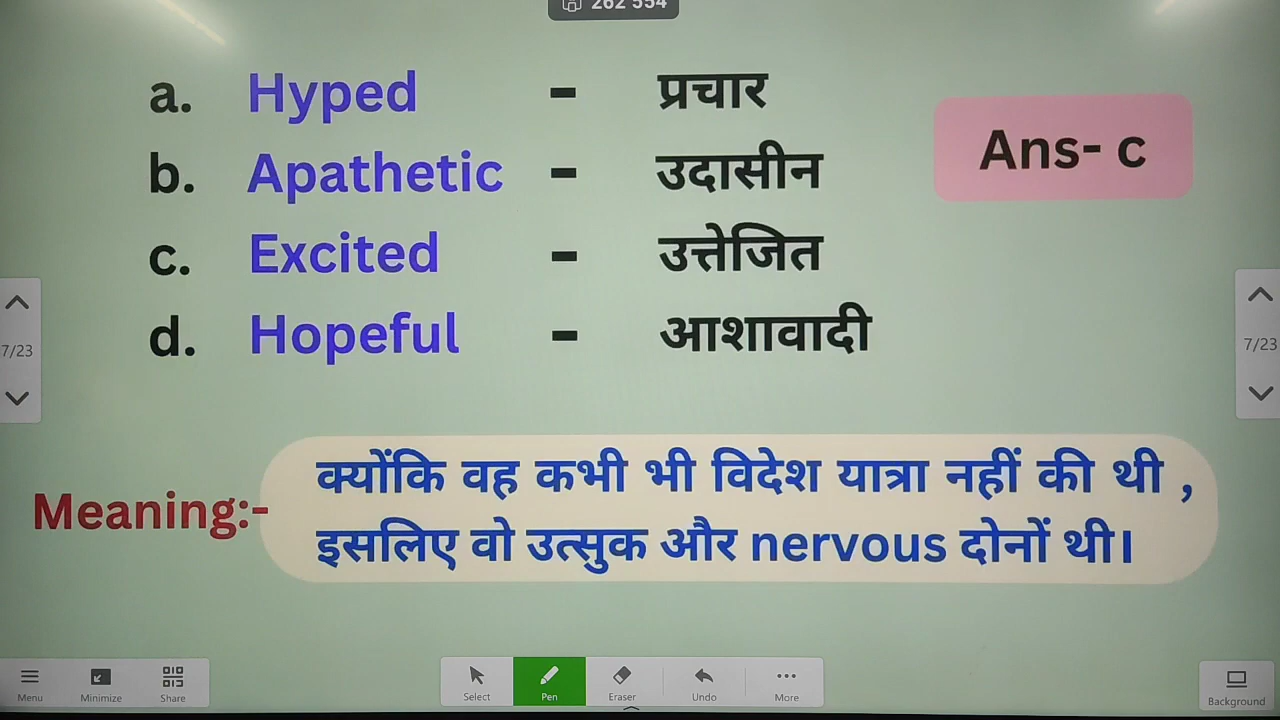 262 554
a. Hyped - प्रचार
b. Apathetic - उदासीन
c. Excited - उत्तेजित
d. Hopeful - आशावादी
Ans- c
7/23
7/23
Meaning:- क्योंकि वह कभी भी विदेश यात्रा नहीं की थी ,
इसलिए वो उत्सुक और nervous दोनों थी।
Menu Minimize Share Select Pen Eraser Undo More Background